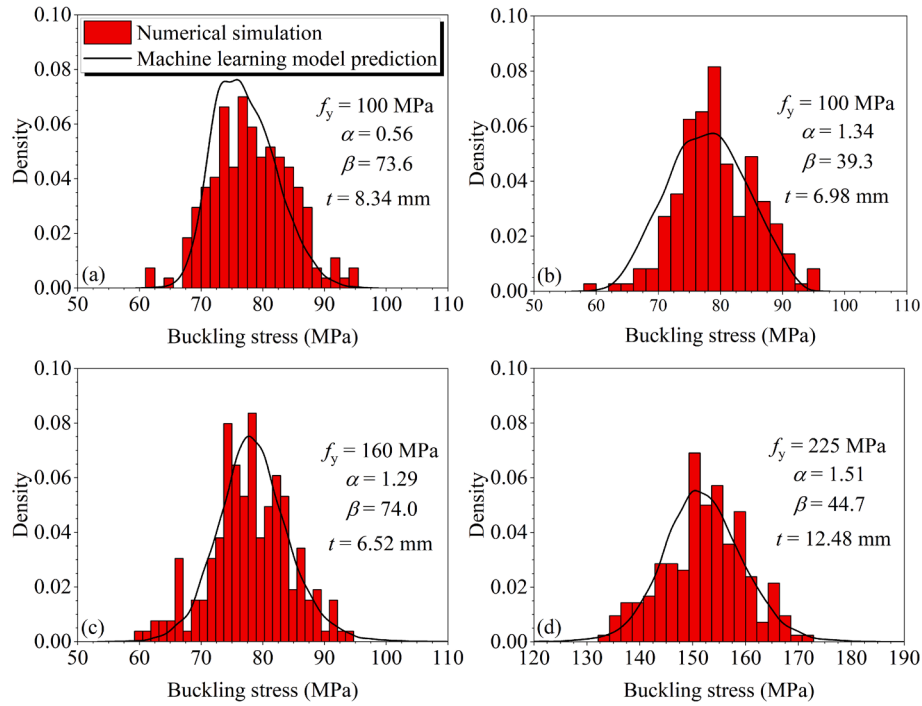 Numerical simulation
Machine learning model prediction
0.10
0.08
0.06
0.04
0.02
0.00
Density
fy = 100 MPa
α = 0.56
β = 73.6
t = 8.34 mm
(a)
50 60 70 80 90 100 110
Buckling stress (MPa)
0.10
0.08
0.06
0.04
0.02
0.00
Density
fy = 100 MPa
α = 1.34
β = 39.3
t = 6.98 mm
(b)
50 60 70 80 90 100 110
Buckling stress (MPa)
0.10
0.08
0.06
0.04
0.02
0.00
Density
fy = 160 MPa
α = 1.29
β = 74.0
t = 6.52 mm
(c)
50 60 70 80 90 100 110
Buckling stress (MPa)
0.10
0.08
0.06
0.04
0.02
0.00
Density
fy = 225 MPa
α = 1.51
β = 44.7
t = 12.48 mm
(d)
120 130 140 150 160 170 180 190
Buckling stress (MPa)